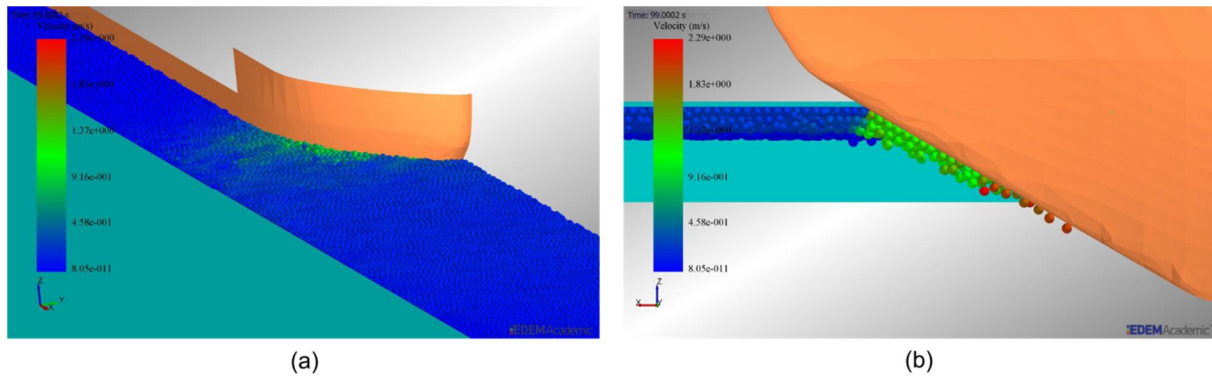 Time: 99.0002 s
Velocity (m/s)
2.29e+000
1.83e+000
1.37e+000
9.16e-001
4.58e-001
8.05e-011
Z
Y
X
EDEMAcademic
(a)
Time: 99.0002 s
Velocity (m/s)
2.29e+000
1.83e+000
1.37e+000
9.16e-001
4.58e-001
8.05e-011
Z
X
Y
EDEMAcademic
(b)